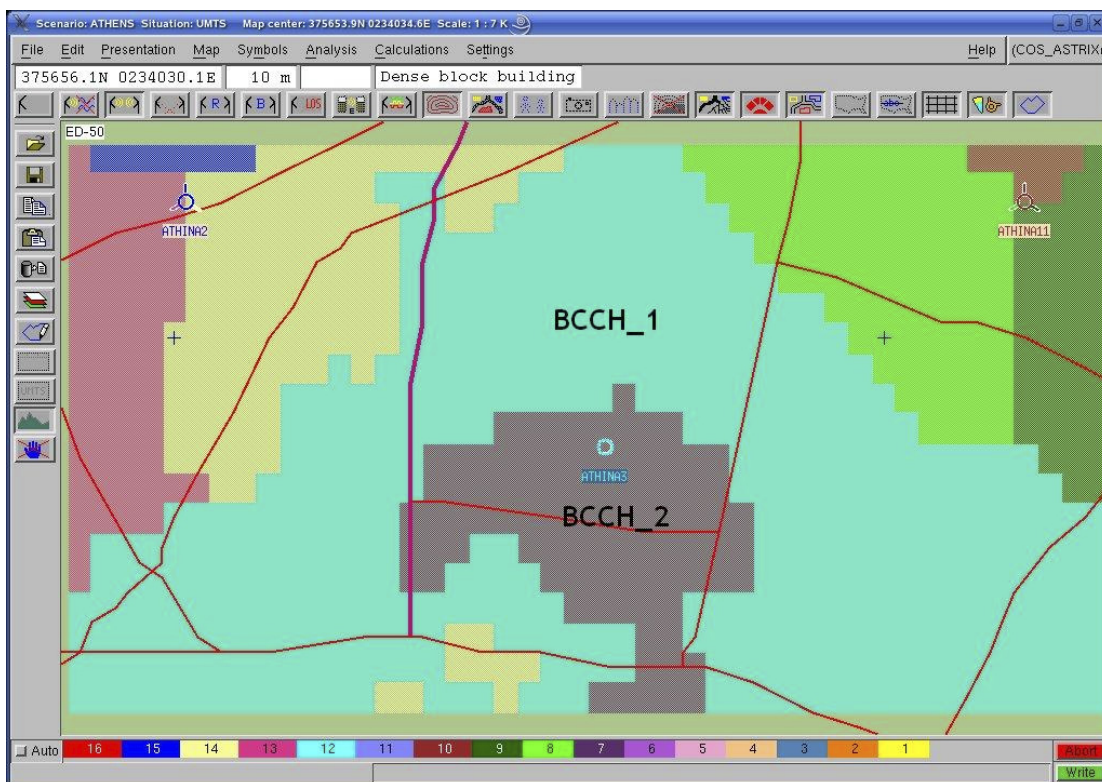 Scenario: ATHENS Situation: UMTS Map center: 375653.9N 0234034.6E Scale: 1 : 7 K
File Edit Presentation Map Symbols Analysis Calculations Settings Help (COS_ASTRIX
375656.1N 0234030.1E 10 m Dense block building
R B LOS abc
ED-50
ATHINA2
ATHINA11
BCCH_1
UMTS
ATHINA3
BCCH_2
Auto 16 15 14 13 12 11 10 9 8 7 6 5 4 3 2 1 Abort
Write